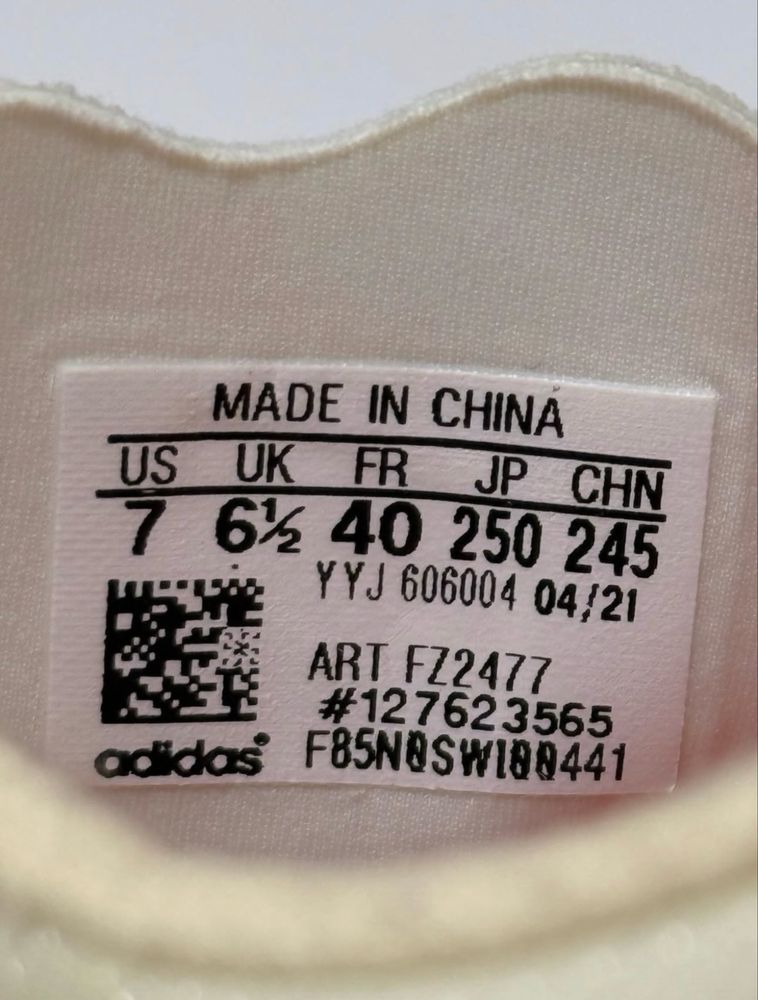 MADE IN CHINA
US UK FR JP CHN
7 6½ 40 250 245
YYJ 606004 04/21
ART FZ2477
#127623565
adidas® F85N0SW100441